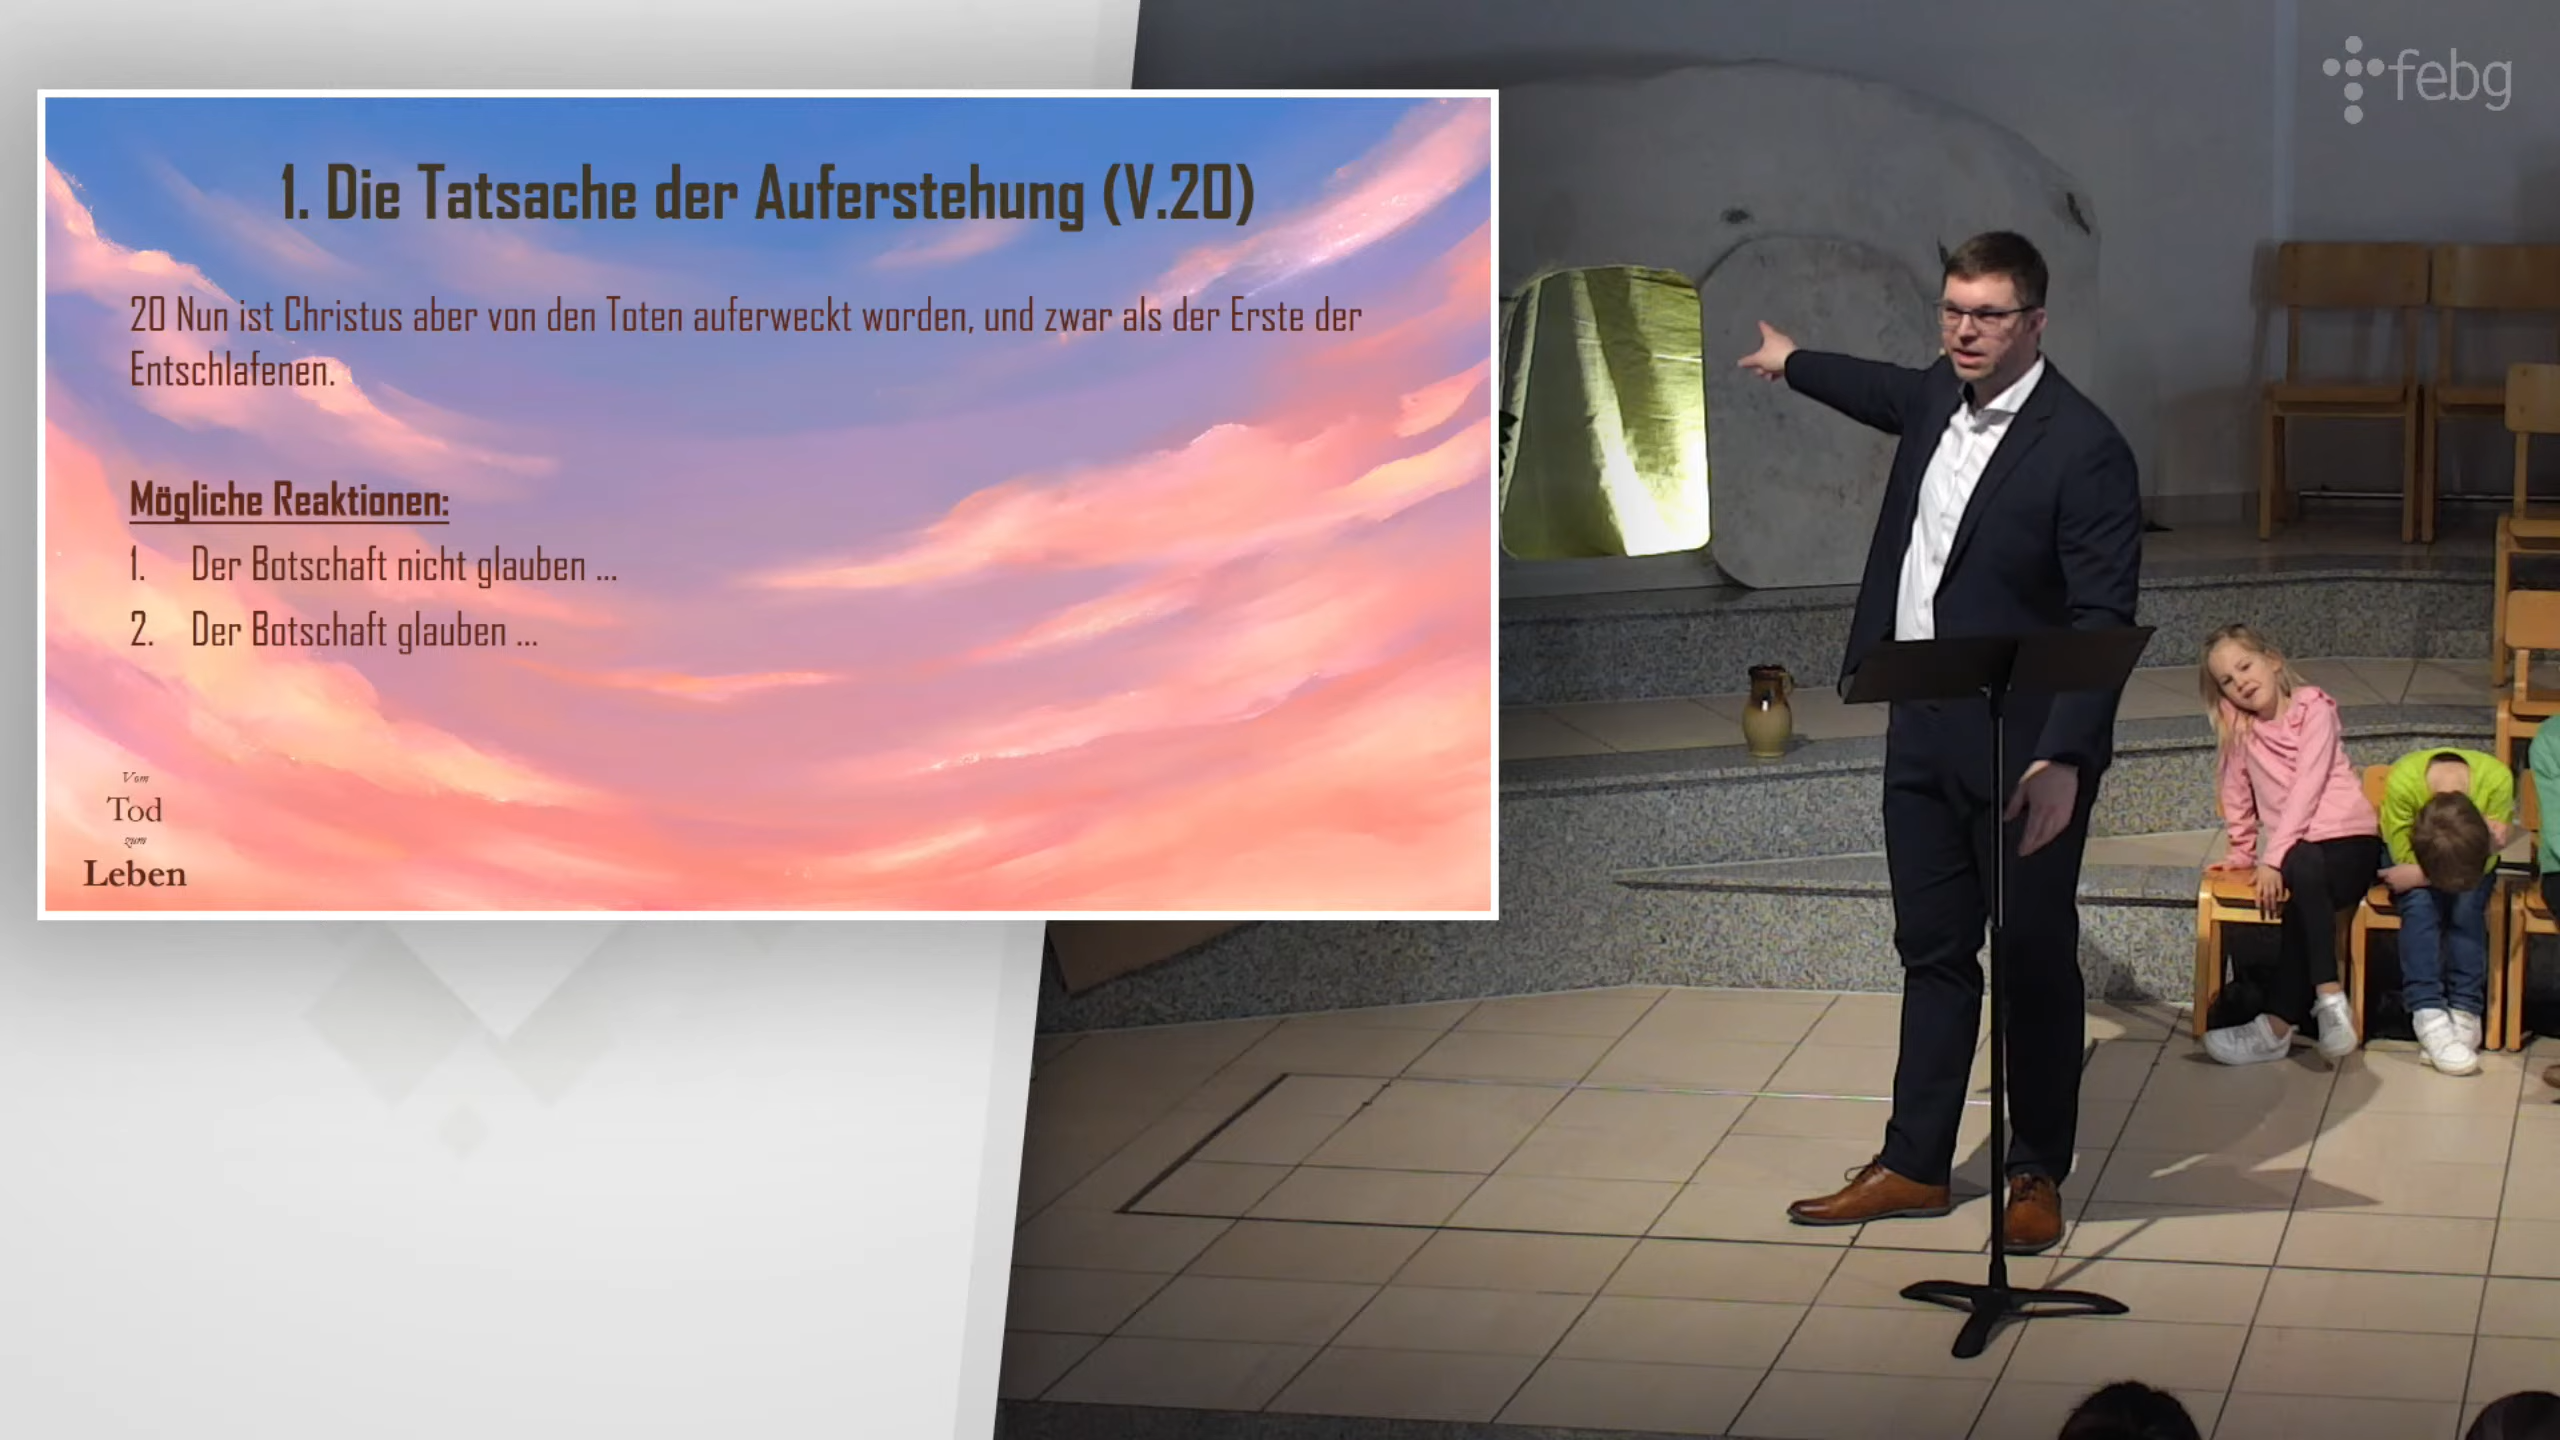 febg
1. Die Tatsache der Auferstehung (V.20)
20 Nun ist Christus aber von den Toten auferweckt worden, und zwar als der Erste der
Entschlafenen.
Mögliche Reaktionen:
1. Der Botschaft nicht glauben ...
2. Der Botschaft glauben ...
Vom
Tod
zum
Leben